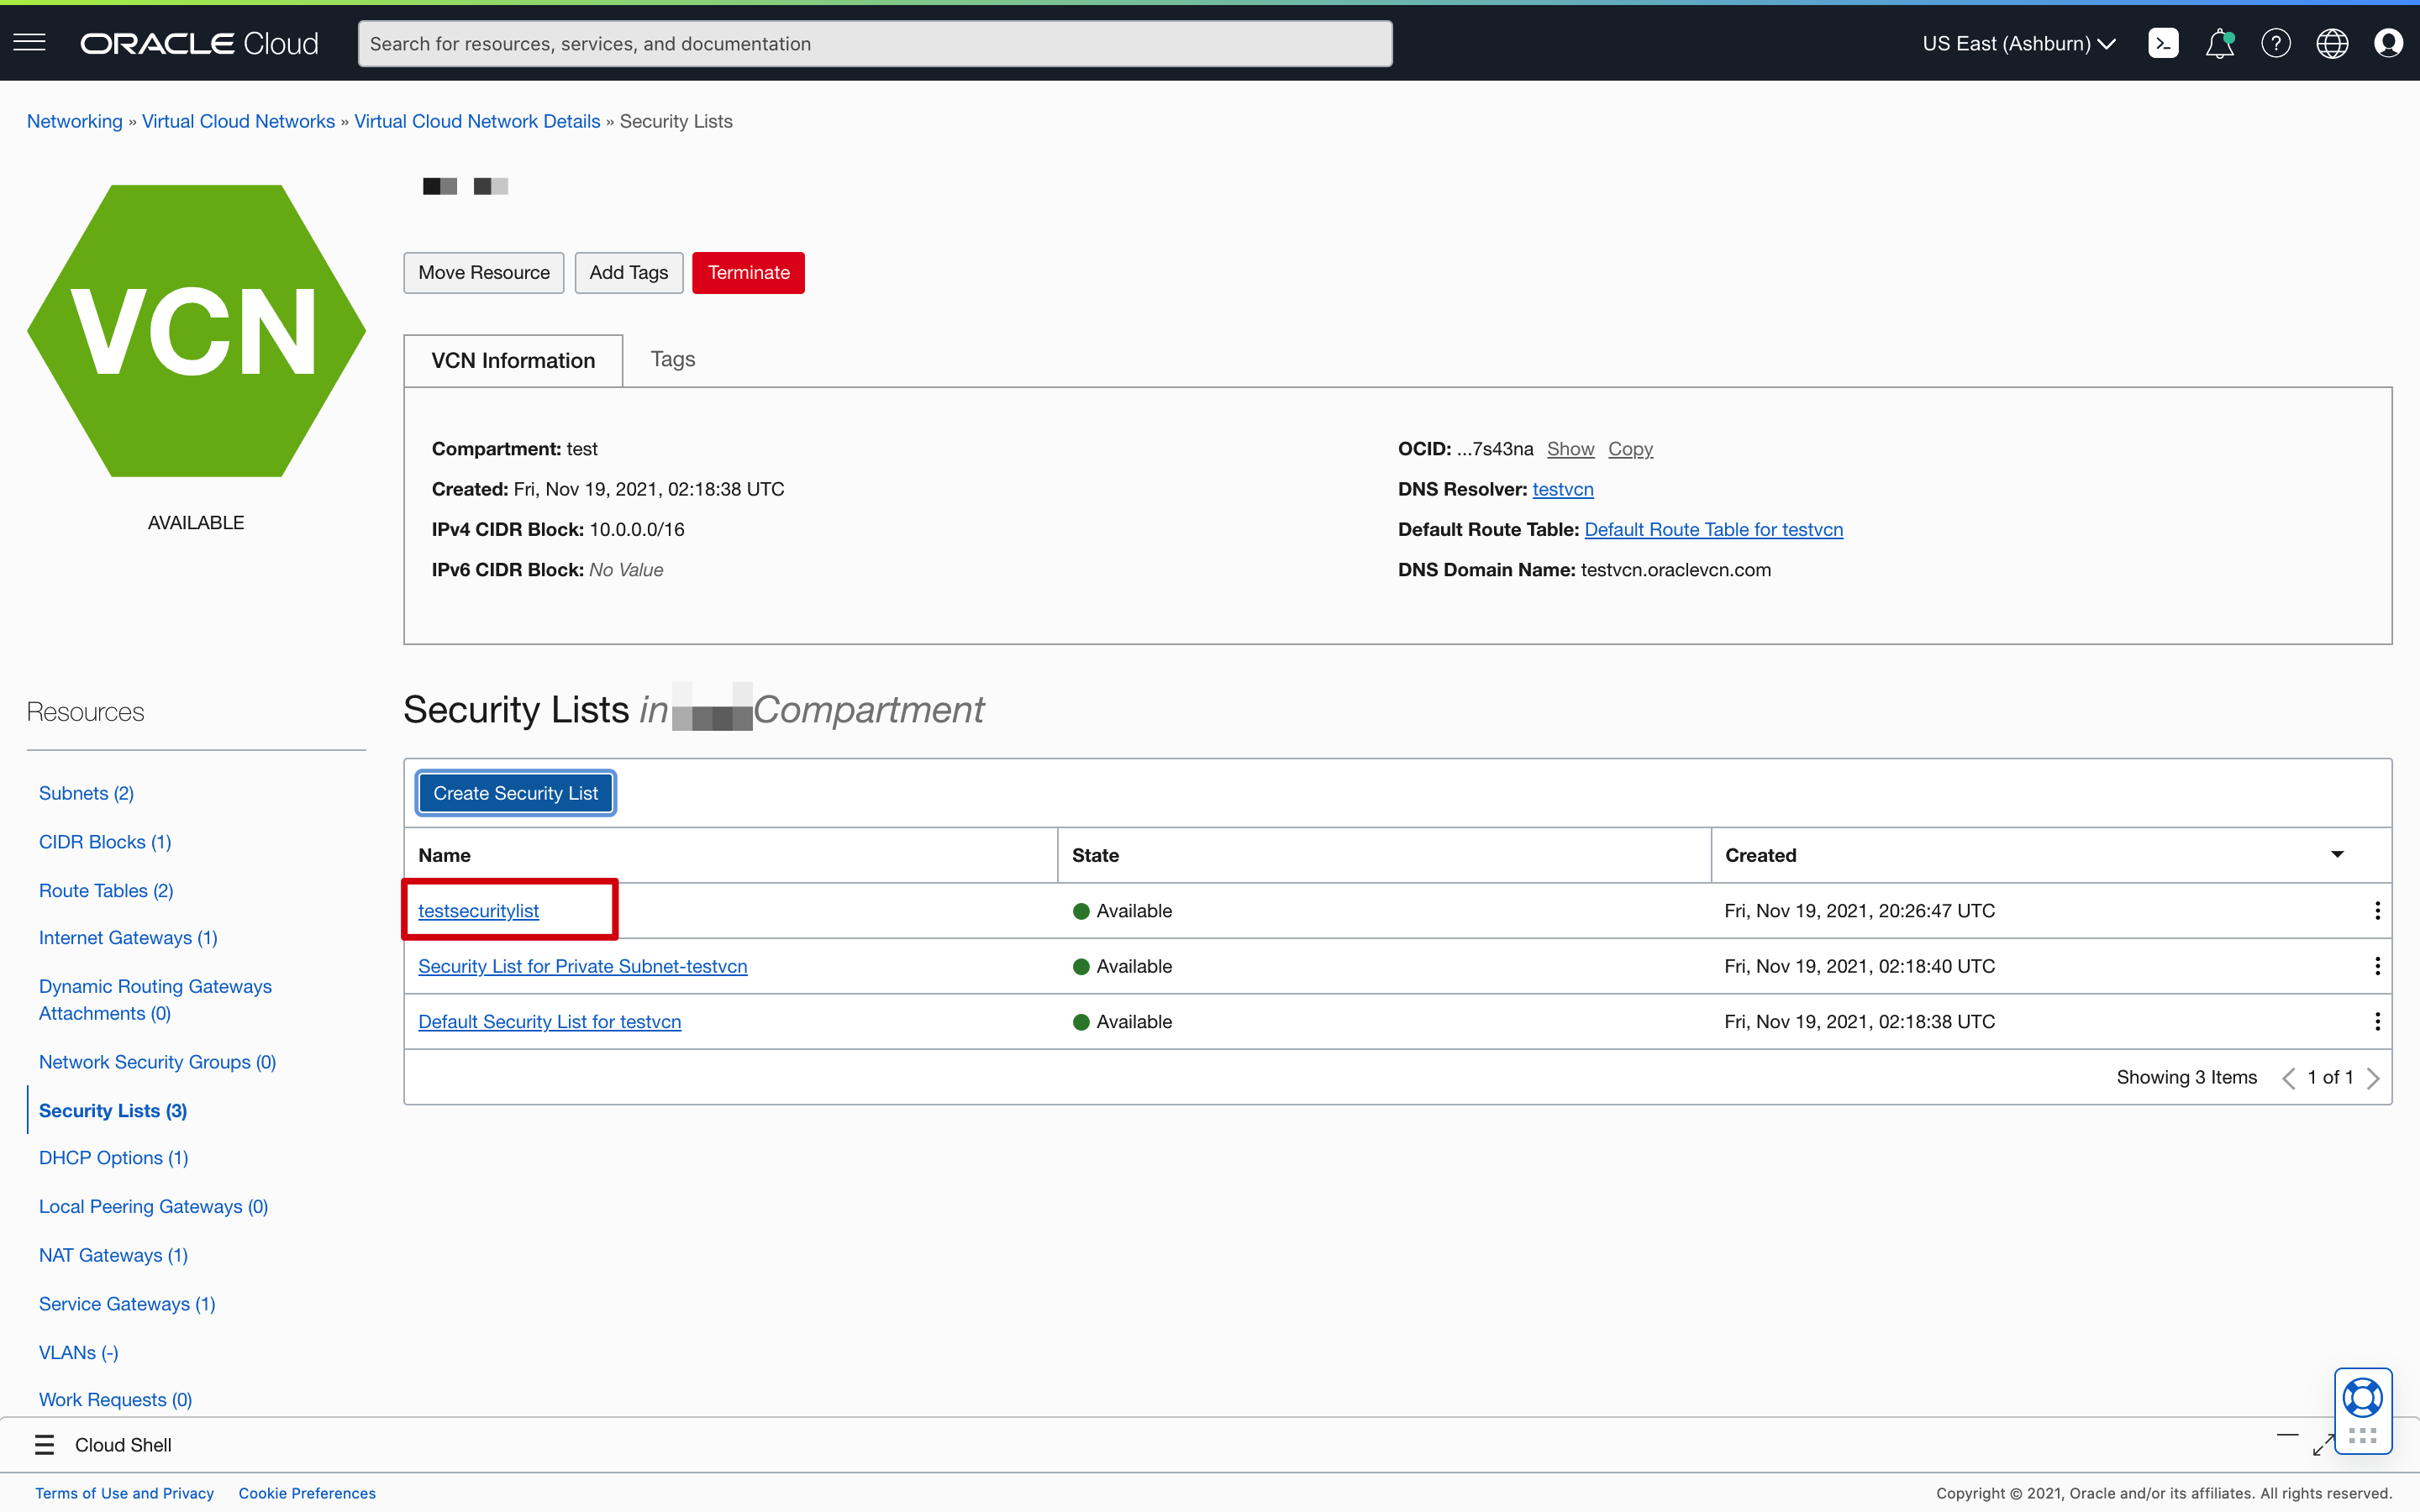 ORACLE Cloud
Search for resources, services, and documentation
US East (Ashburn)
Networking » Virtual Cloud Networks » Virtual Cloud Network Details » Security Lists
VCN
AVAILABLE
Move Resource
Add Tags
Terminate
VCN Information
Tags
Compartment: test
Created: Fri, Nov 19, 2021, 02:18:38 UTC
IPv4 CIDR Block: 10.0.0.0/16
IPv6 CIDR Block: No Value
OCID: ...7s43na Show Copy
DNS Resolver: testvcn
Default Route Table: Default Route Table for testvcn
DNS Domain Name: testvcn.oraclevcn.com
Resources
Subnets (2)
CIDR Blocks (1)
Route Tables (2)
Internet Gateways (1)
Dynamic Routing Gateways
Attachments (0)
Network Security Groups (0)
Security Lists (3)
DHCP Options (1)
Local Peering Gateways (0)
NAT Gateways (1)
Service Gateways (1)
VLANs (-)
Work Requests (0)
Security Lists in Compartment
Create Security List
Name State Created
testsecuritylist Available Fri, Nov 19, 2021, 20:26:47 UTC
Security List for Private Subnet-testvcn Available Fri, Nov 19, 2021, 02:18:40 UTC
Default Security List for testvcn Available Fri, Nov 19, 2021, 02:18:38 UTC
Showing 3 Items 1 of 1
Cloud Shell
Terms of Use and Privacy Cookie Preferences
Copyright © 2021, Oracle and/or its affiliates. All rights reserved.